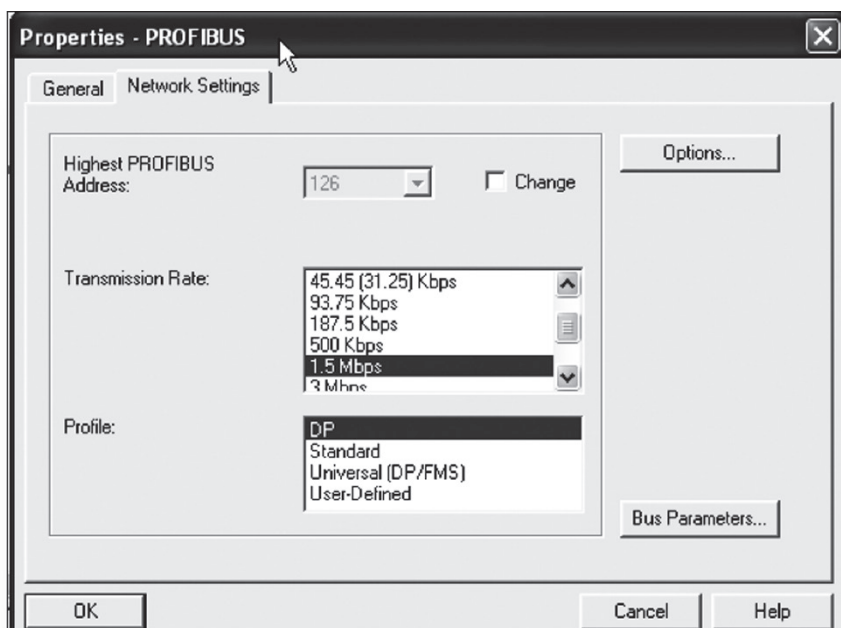 Properties - PROFIBUS
General
Network Settings
Highest PROFIBUS
Address:
126
Change
Options...
Transmission Rate:
45.45 (31.25) Kbps
93.75 Kbps
187.5 Kbps
500 Kbps
1.5 Mbps
3 Mbps
Profile:
DP
Standard
Universal (DP/FMS)
User-Defined
Bus Parameters...
OK
Cancel
Help